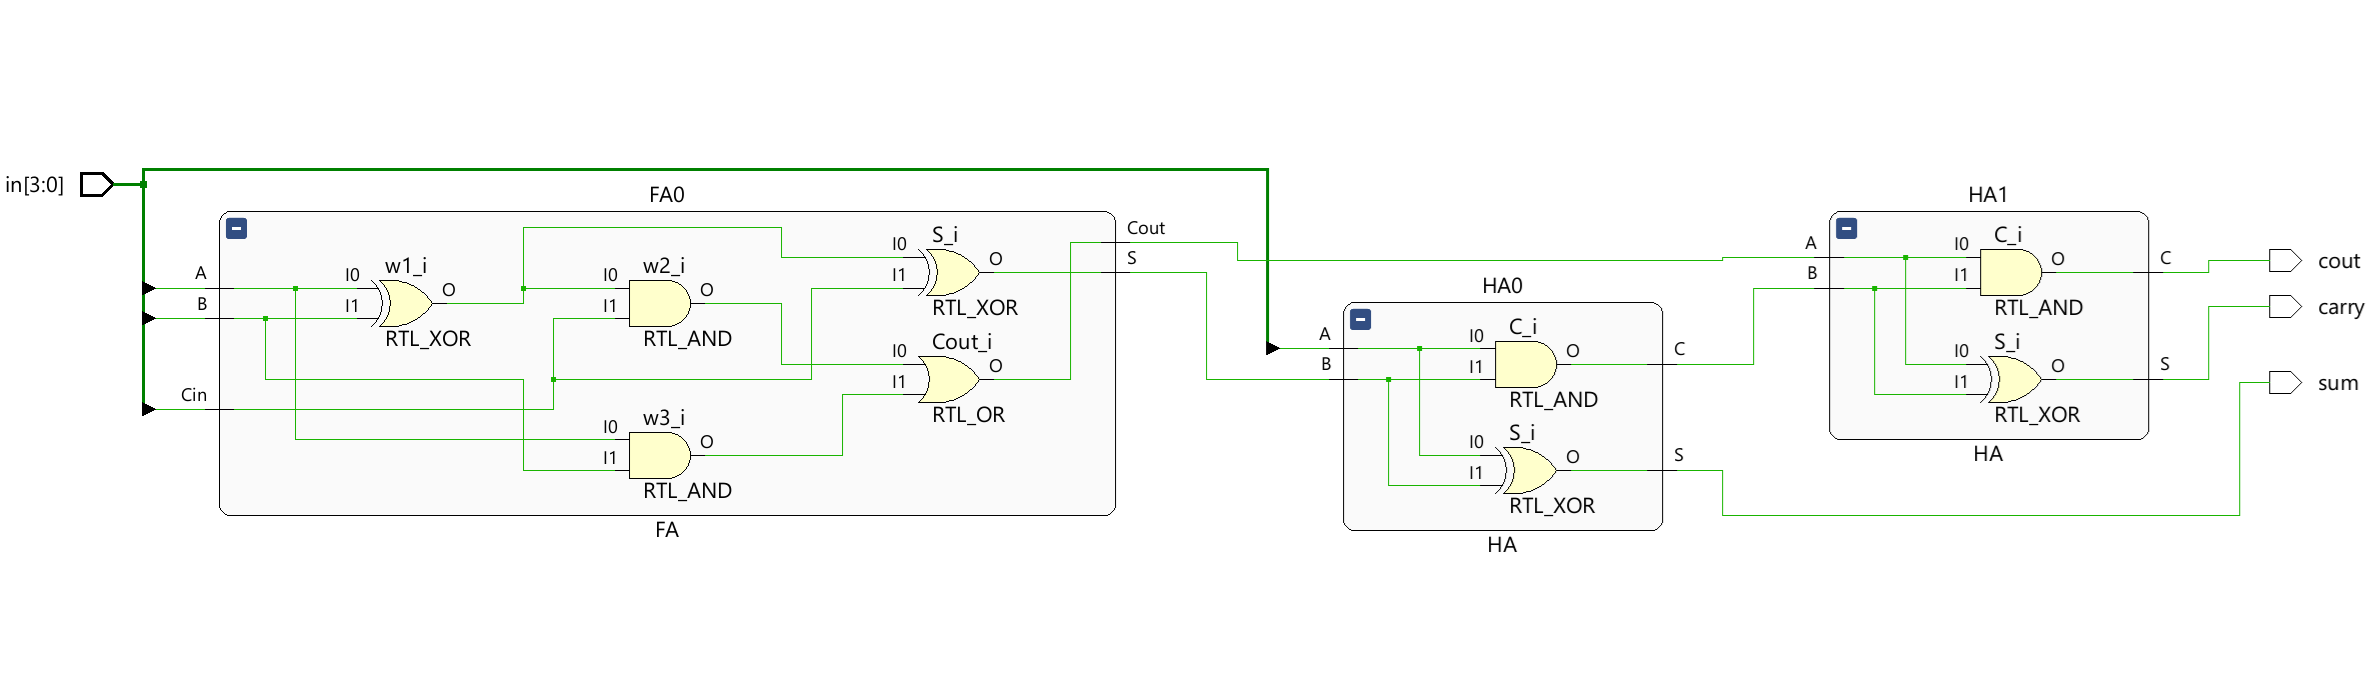 in[3:0]
FA0
A
B
Cin
w1_i
I0
I1
O
RTL_XOR
w2_i
I0
I1
O
RTL_AND
w3_i
I0
I1
O
RTL_AND
S_i
I0
I1
O
RTL_XOR
Cout_i
I0
I1
O
RTL_OR
Cout
S
FA
HA0
A
B
C_i
I0
I1
O
RTL_AND
S_i
I0
I1
O
RTL_XOR
C
S
HA
HA1
A
B
C_i
I0
I1
O
RTL_AND
S_i
I0
I1
O
RTL_XOR
C
S
HA
cout
carry
sum